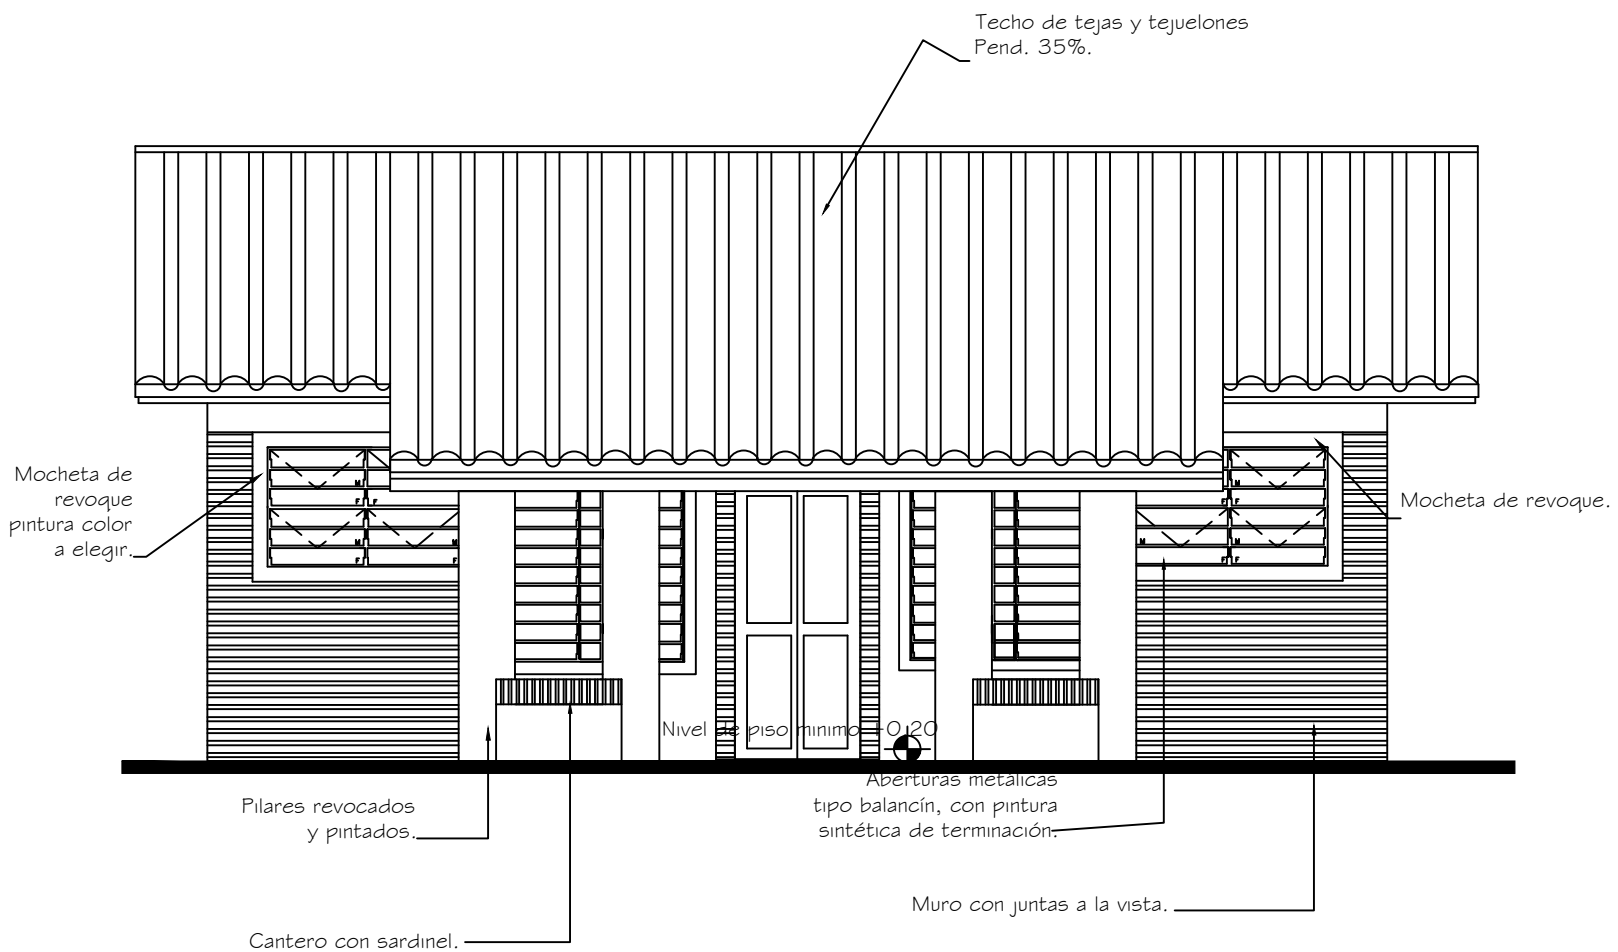 Techo de tejas y tejuelones
Pend. 35%.
Mocheta de
revoque
pintura color
a elegir.
Mocheta de revoque.
Nivel de piso minimo +0.20
Pilares revocados
y pintados.
Aberturas metálicas
tipo balancín, con pintura
sintética de terminación.
Muro con juntas a la vista.
Cantero con sardinel.